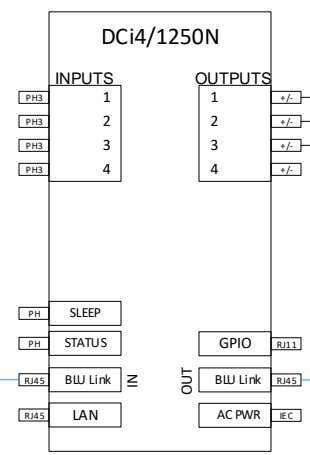 DCi4/1250N
INPUTS OUTPUTS
PH3 1 1 +/-
PH3 2 2 +/-
PH3 3 3 +/-
PH3 4 4 +/-
PH SLEEP
PH STATUS GPIO RJ11
RJ45 BLU Link IN OUT BLU Link RJ45
RJ45 LAN AC PWR IEC